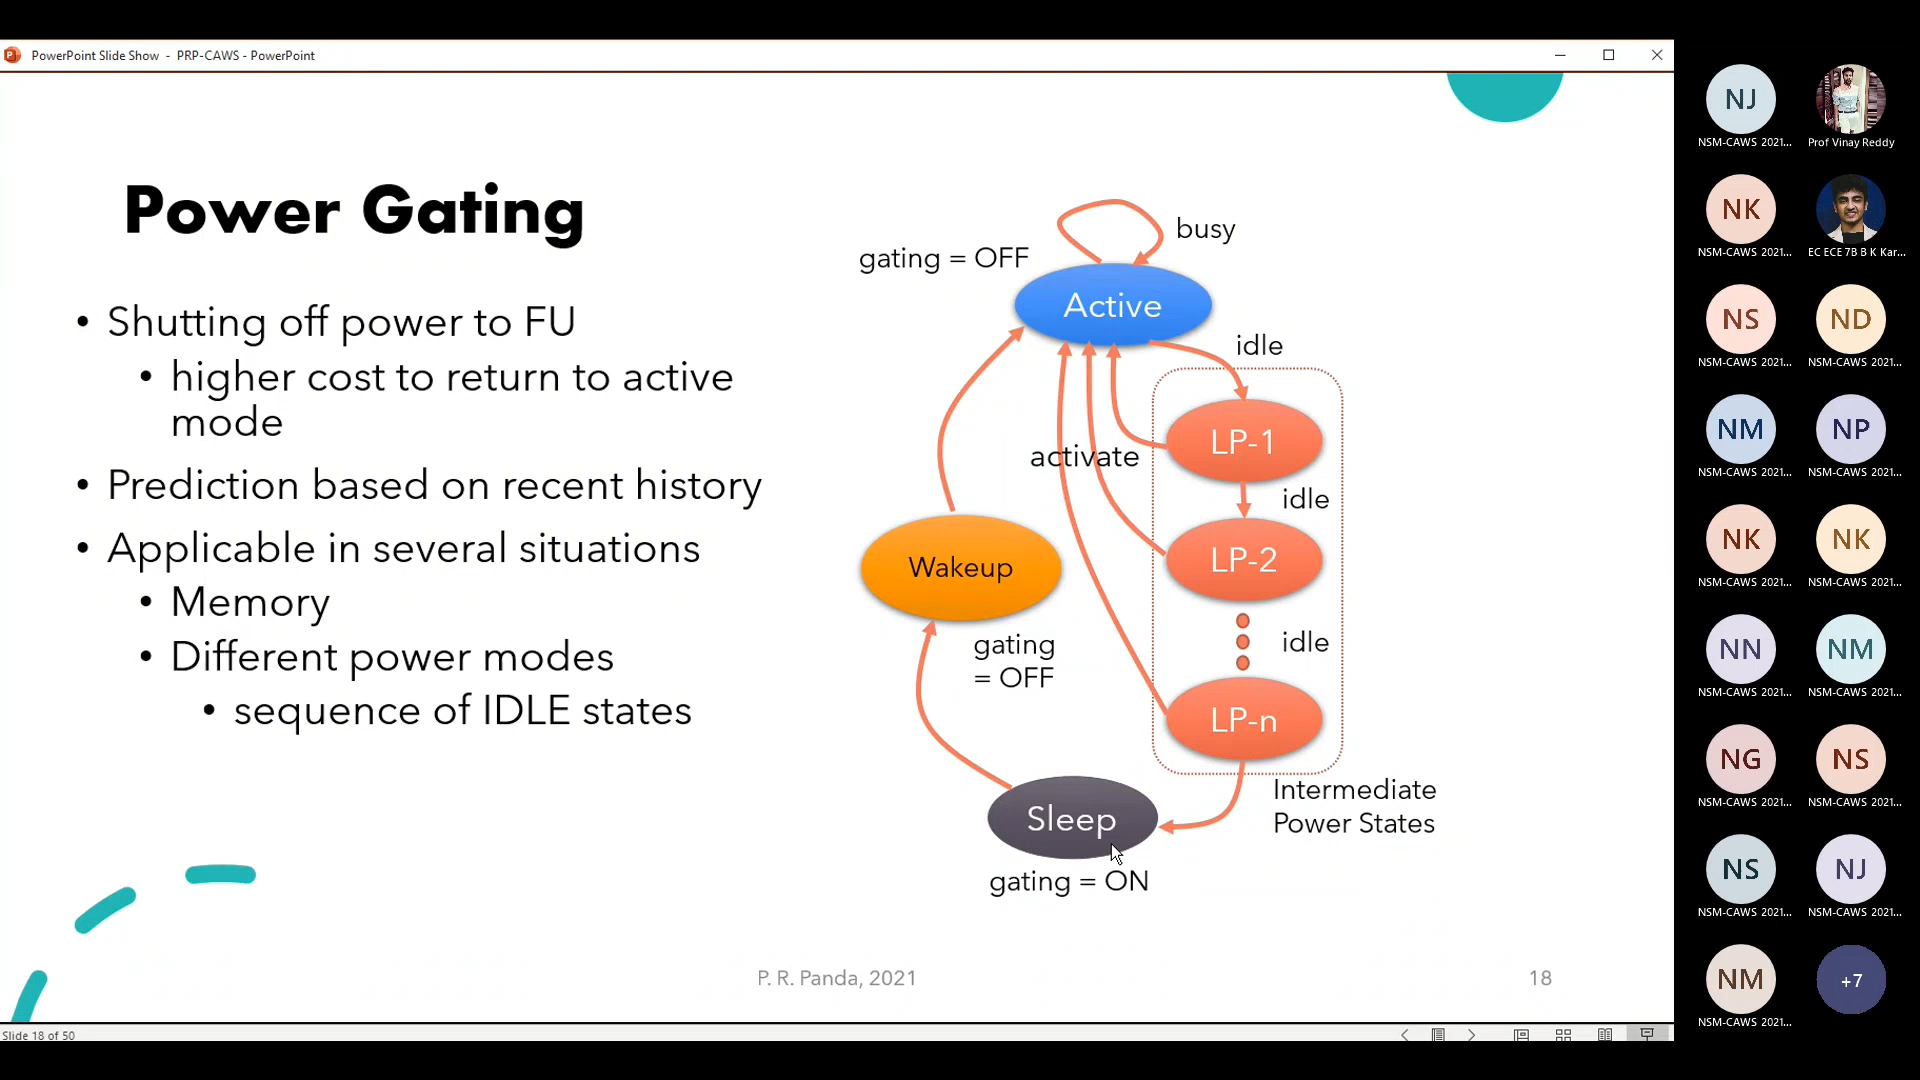 PowerPoint Slide Show - PRP-CAWS - PowerPoint
Power Gating
• Shutting off power to FU
• higher cost to return to active
mode
• Prediction based on recent history
• Applicable in several situations
• Memory
• Different power modes
• sequence of IDLE states
busy
gating = OFF
Active
idle
LP-1
activate
idle
LP-2
Wakeup
idle
gating
= OFF
LP-n
Intermediate
Power States
Sleep
gating = ON
P. R. Panda, 2021
18
Slide 18 of 50
NJ
NSM-CAWS 2021...
Prof Vinay Reddy
NK
NSM-CAWS 2021...
EC ECE 7B B K Kar...
NS
NSM-CAWS 2021...
ND
NSM-CAWS 2021...
NM
NSM-CAWS 2021...
NP
NSM-CAWS 2021...
NK
NSM-CAWS 2021...
NK
NSM-CAWS 2021...
NN
NSM-CAWS 2021...
NM
NSM-CAWS 2021...
NG
NSM-CAWS 2021...
NS
NSM-CAWS 2021...
NS
NSM-CAWS 2021...
NJ
NSM-CAWS 2021...
NM
NSM-CAWS 2021...
+7